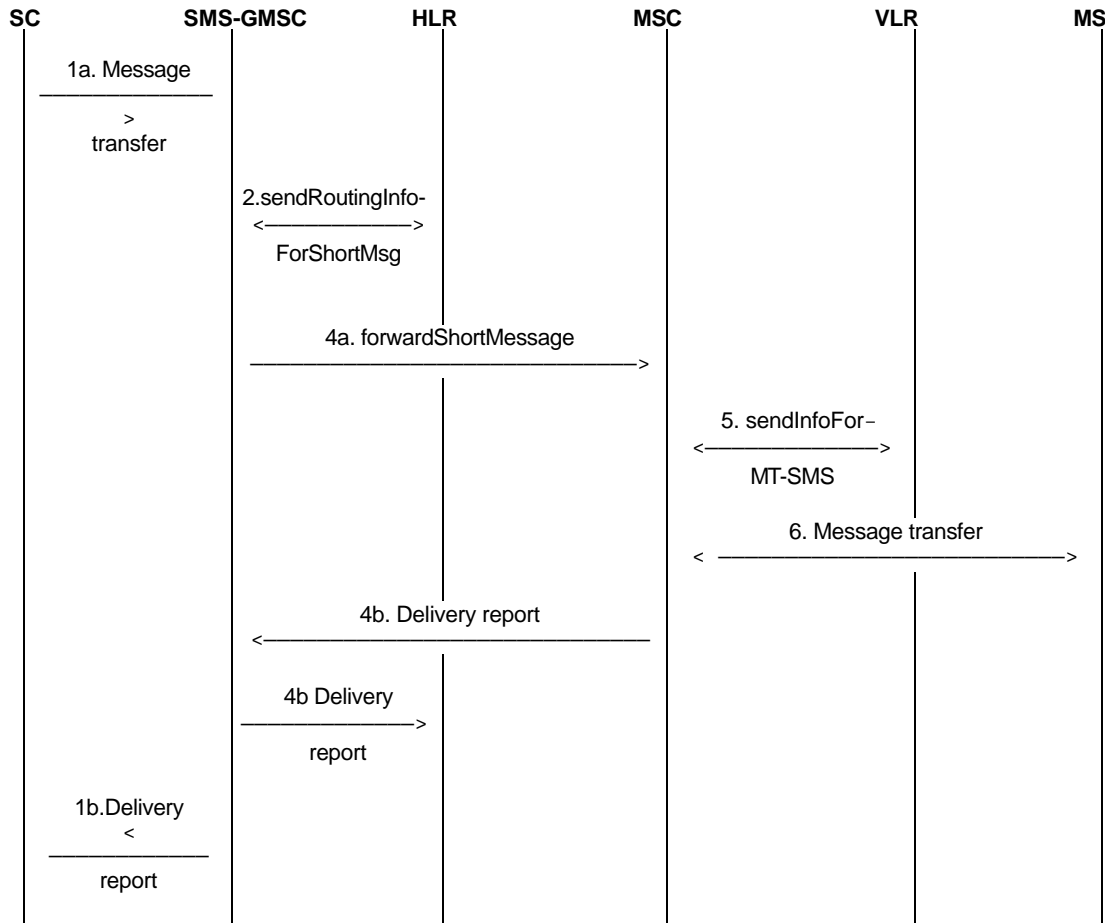 SC SMS-GMSC HLR MSC VLR MS
1a. Message
>
transfer
2.sendRoutingInfo-
< >
ForShortMsg
4a. forwardShortMessage
>
5. sendInfoFor-
< >
MT-SMS
6. Message transfer
< >
4b. Delivery report
<
4b Delivery
>
report
1b.Delivery
<
report